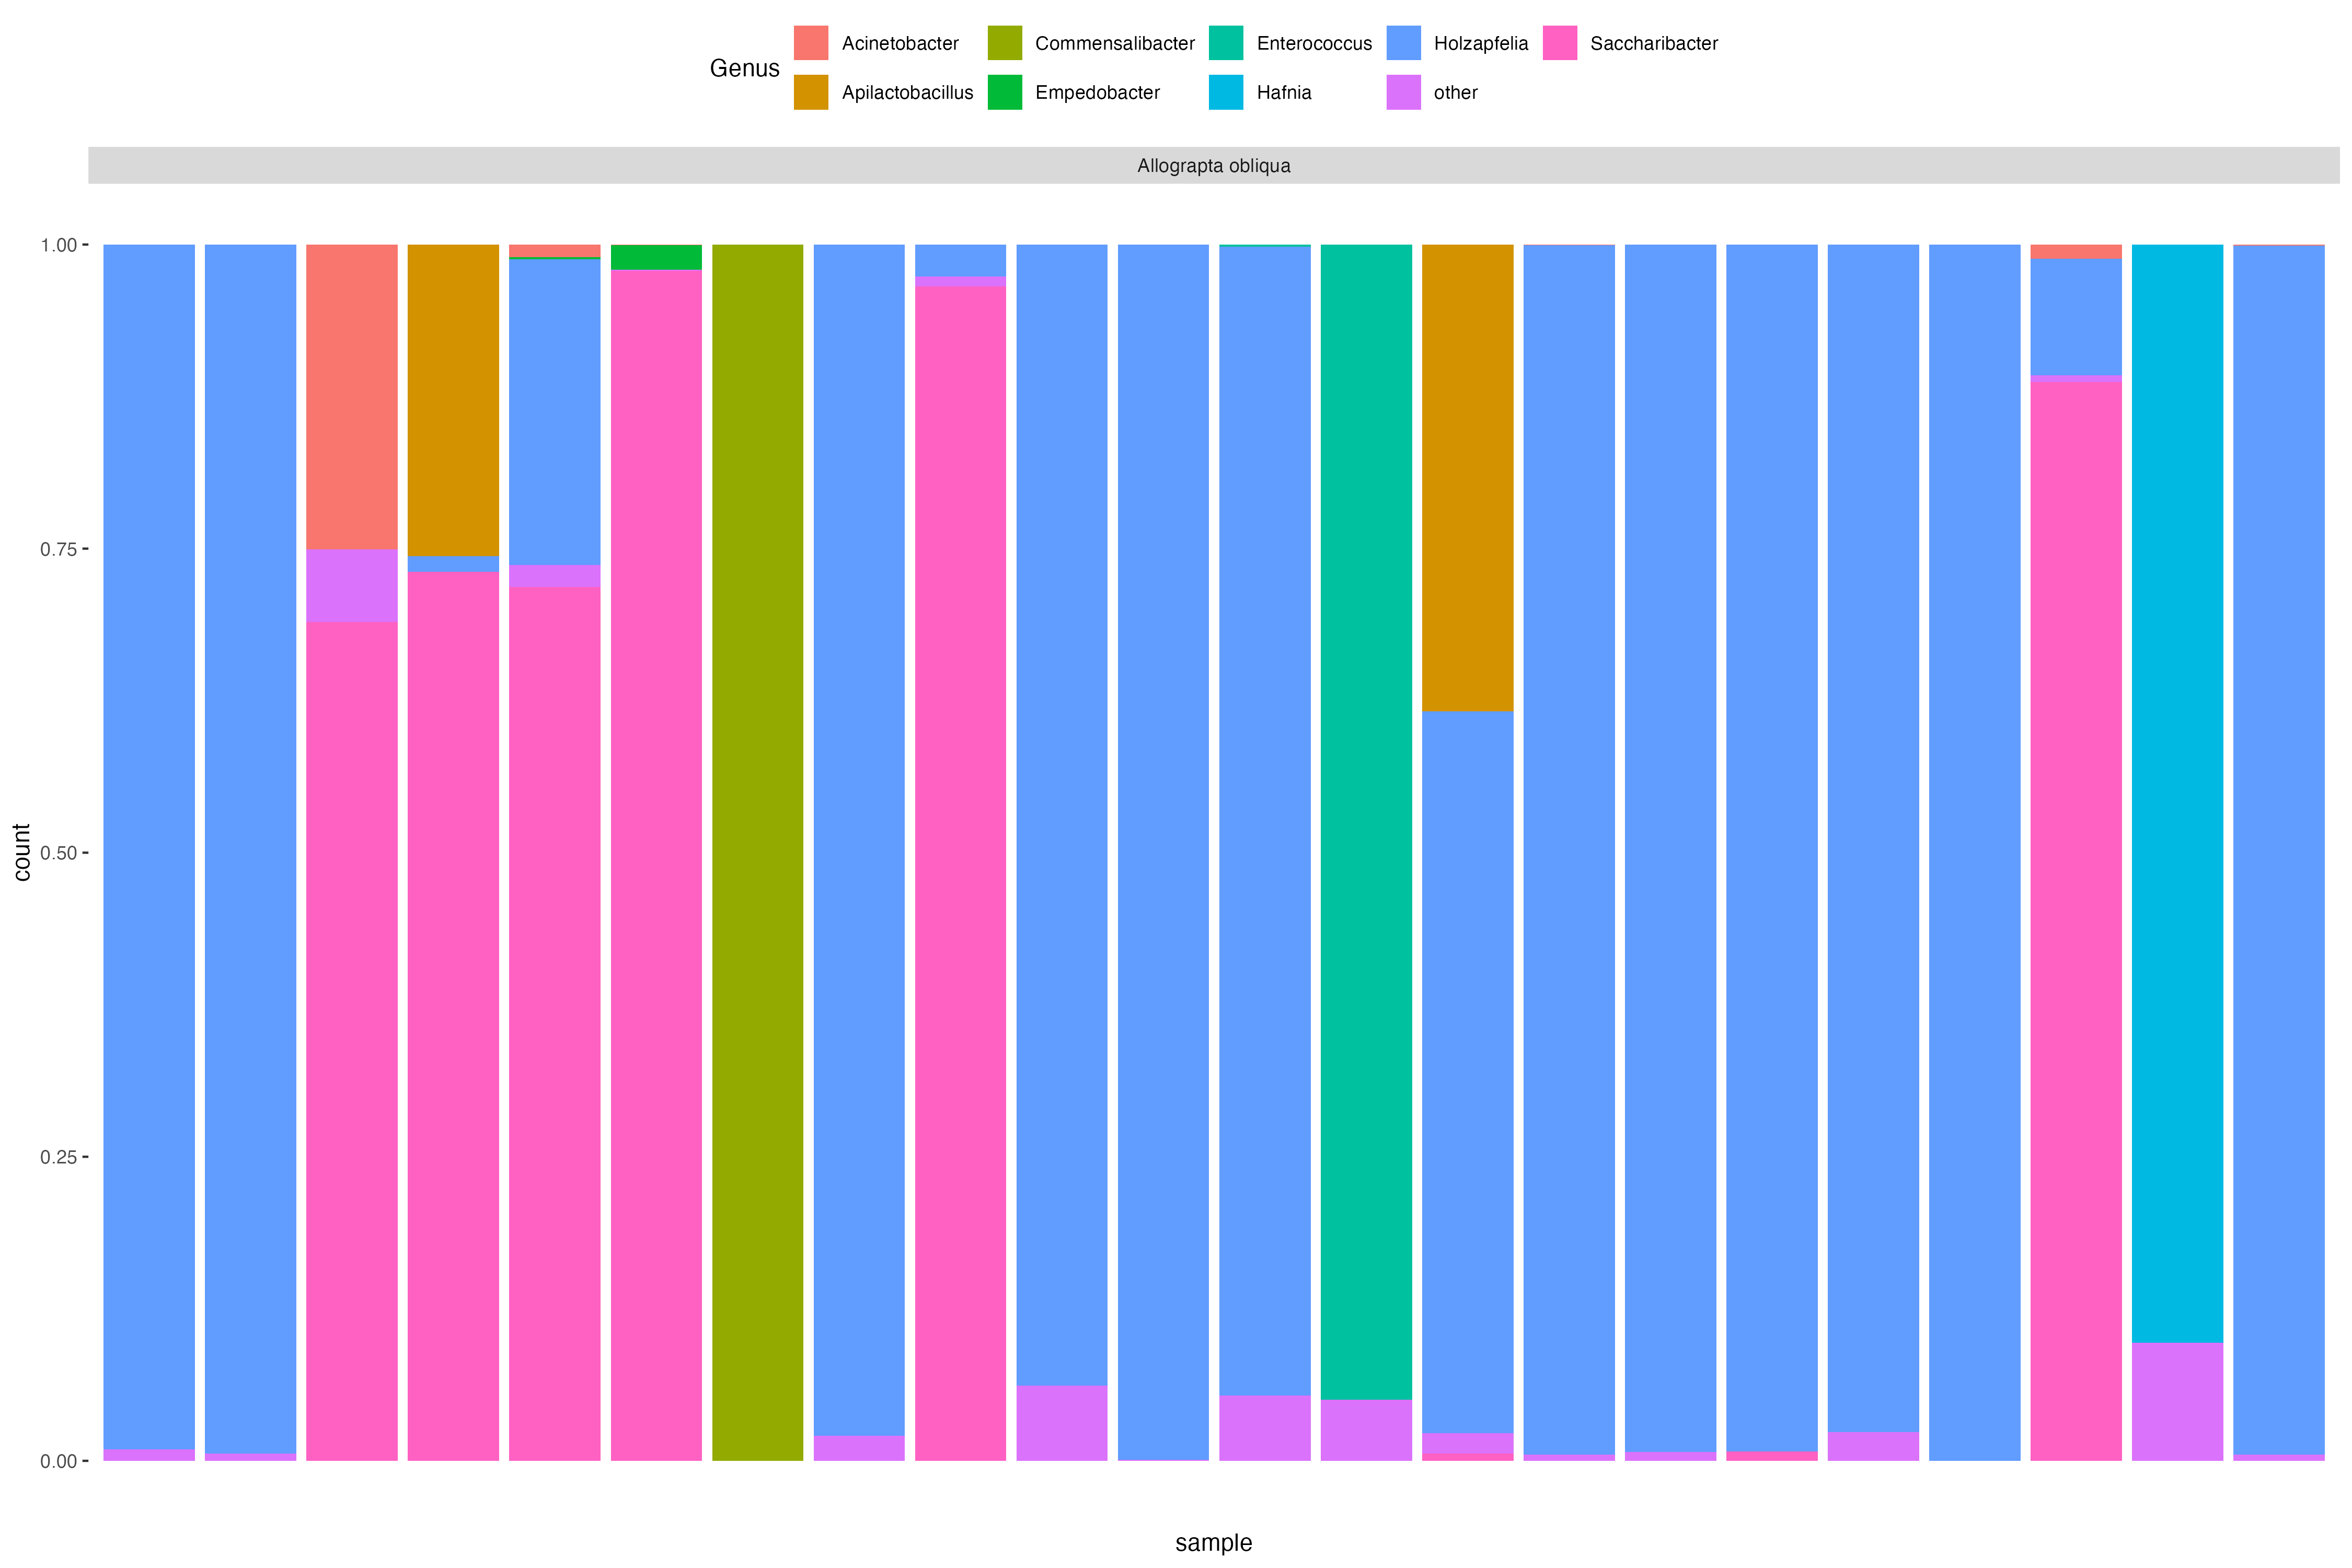 Genus
Acinetobacter
Commensalibacter
Enterococcus
Holzapfelia
Saccharibacter
Apilactobacillus
Empedobacter
Hafnia
other
Allograpta obliqua
1.00
0.75
0.50
0.25
0.00
count
sample